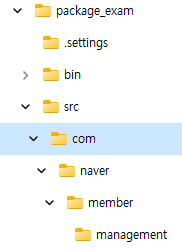 package_exam
.settings
bin
src
com
naver
member
management